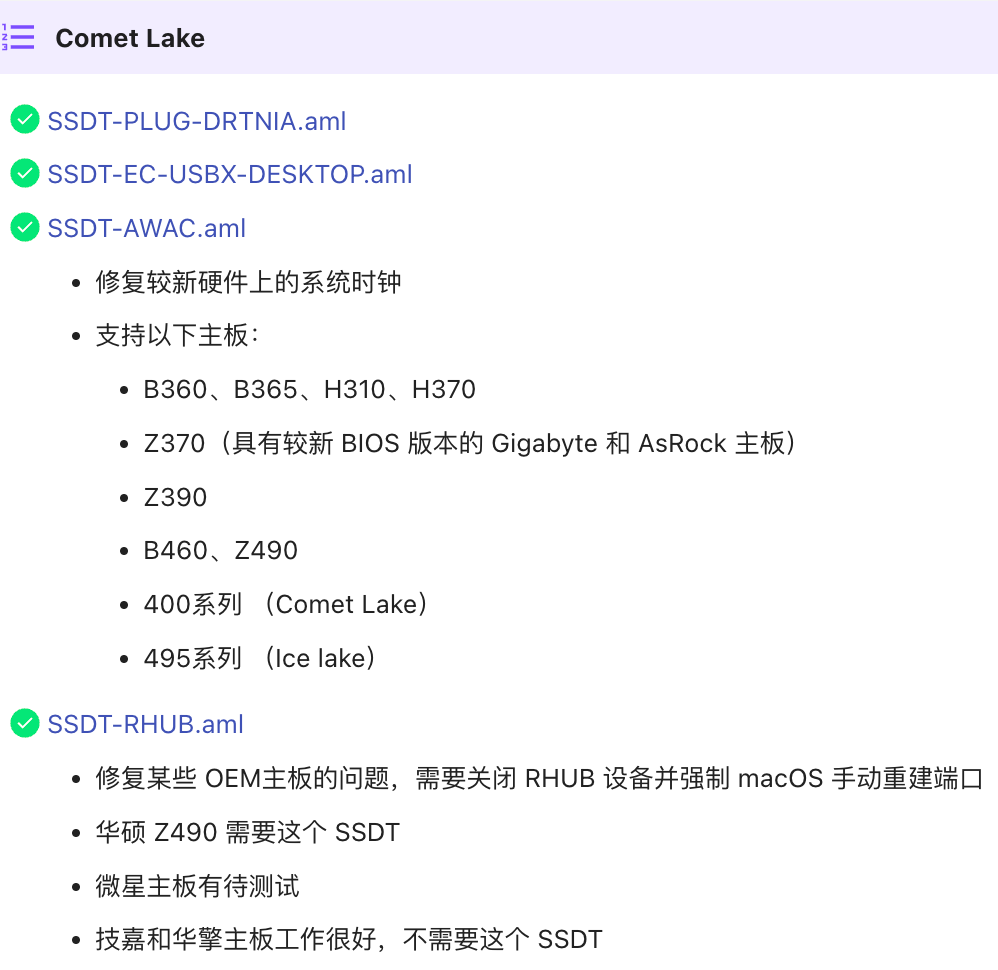 Comet Lake
SSDT-PLUG-DRTNIA.aml
SSDT-EC-USBX-DESKTOP.aml
SSDT-AWAC.aml
• 修复较新硬件上的系统时钟
• 支持以下主板：
• B360、B365、H310、H370
• Z370（具有较新 BIOS 版本的 Gigabyte 和 AsRock 主板）
• Z390
• B460、Z490
• 400系列 （Comet Lake）
• 495系列 （Ice lake）
SSDT-RHUB.aml
• 修复某些 OEM主板的问题，需要关闭 RHUB 设备并强制 macOS 手动重建端口
• 华硕 Z490 需要这个 SSDT
• 微星主板有待测试
• 技嘉和华擎主板工作很好，不需要这个 SSDT